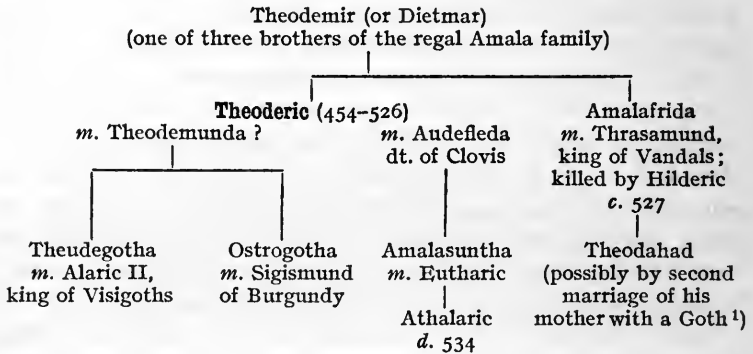 Theodemir (or Dietmar)
(one of three brothers of the regal Amala family)
Theoderic (454–526)
m. Theodemunda ?
m. Audefleda
dt. of Clovis
Amalafrida
m. Thrasamund,
king of Vandals;
killed by Hilderic
c. 527
Theudegotha
m. Alaric II,
king of Visigoths
Ostrogotha
m. Sigismund
of Burgundy
Amalasuntha
m. Eutharic
Athalaric
d. 534
Theodahad
(possibly by second
marriage of his
mother with a Goth¹)